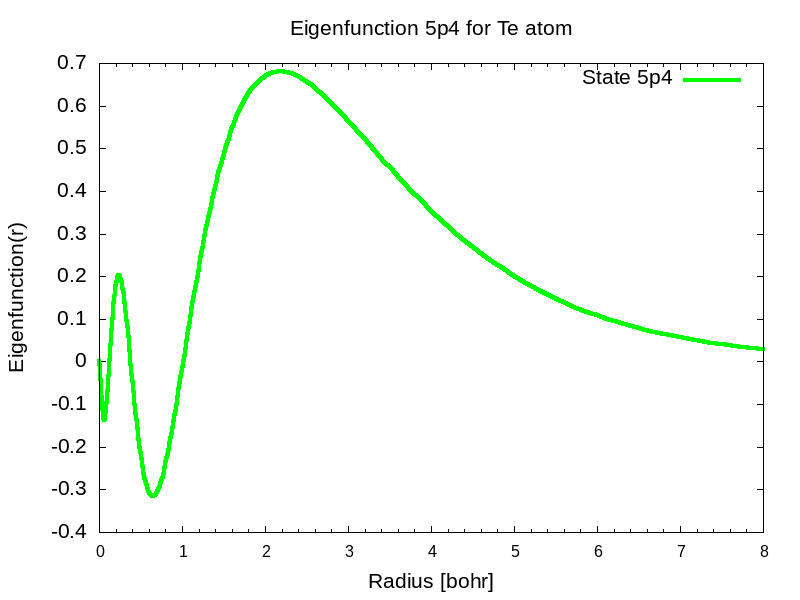 Eigenfunction 5p4 for Te atom
State 5p4
0.7
0.6
0.5
0.4
0.3
0.2
0.1
0
-0.1
-0.2
-0.3
-0.4
Eigenfunction(r)
0 1 2 3 4 5 6 7 8
Radius [bohr]